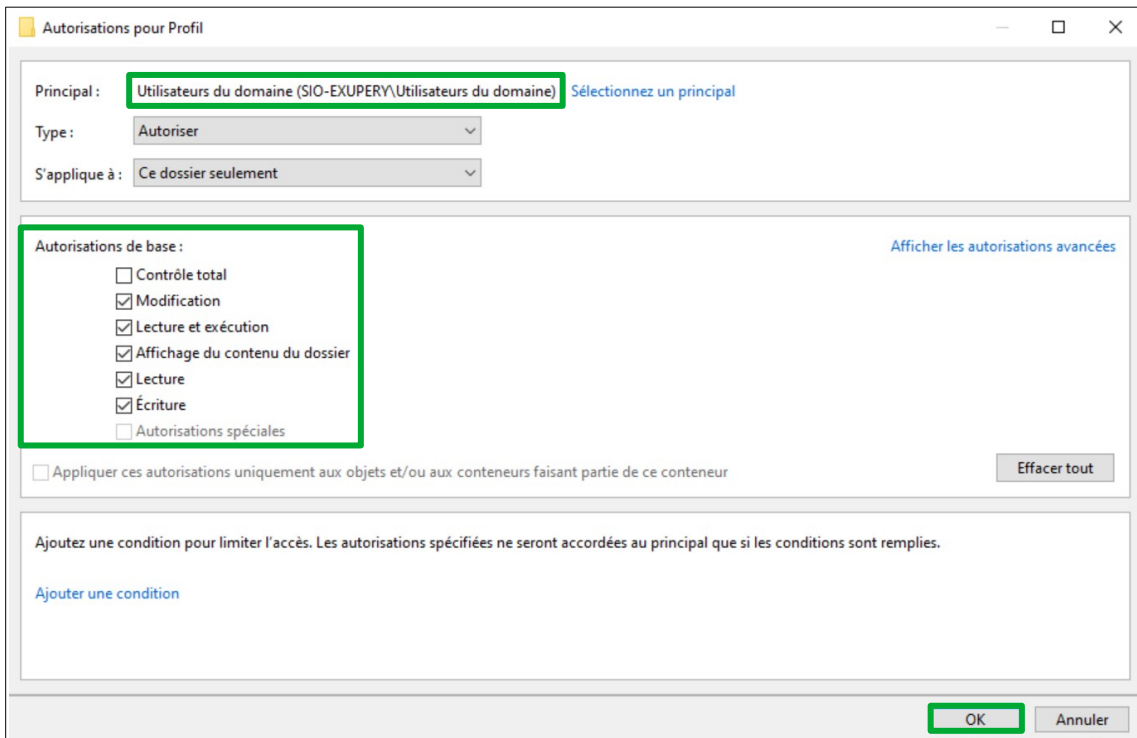 Autorisations pour Profil
Principal : Utilisateurs du domaine (SIO-EXUPERY\Utilisateurs du domaine) Sélectionnez un principal
Type : Autoriser
S'applique à : Ce dossier seulement
Autorisations de base : Afficher les autorisations avancées
Contrôle total
Modification
Lecture et exécution
Affichage du contenu du dossier
Lecture
Écriture
Autorisations spéciales
Appliquer ces autorisations uniquement aux objets et/ou aux conteneurs faisant partie de ce conteneur Effacer tout
Ajoutez une condition pour limiter l'accès. Les autorisations spécifiées ne seront accordées au principal que si les conditions sont remplies.
Ajouter une condition
OK Annuler